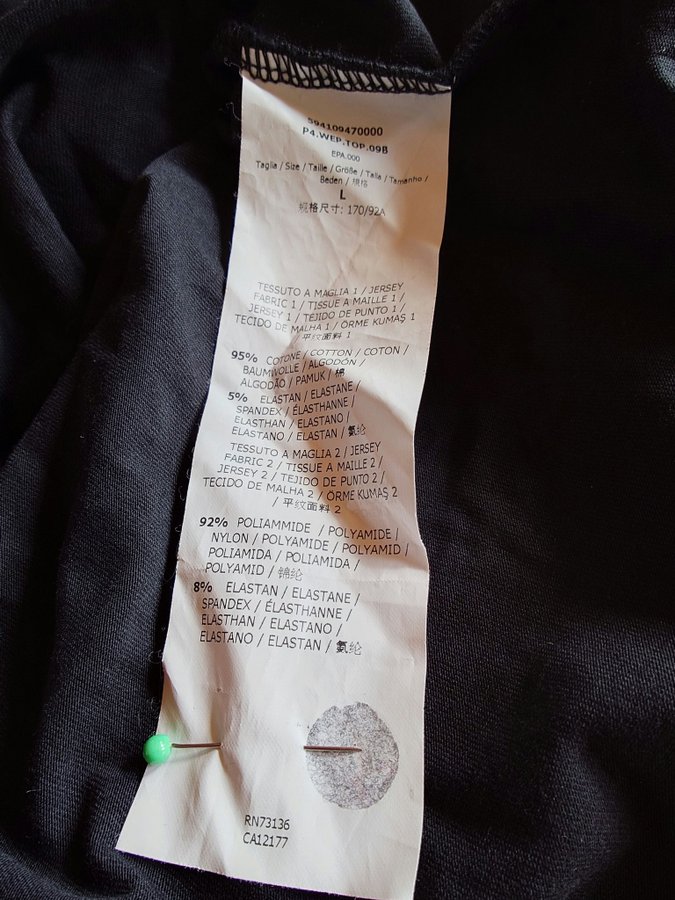 594109470000
P4.WEP.TOP.09B
EPA.000
Taglia / Size / Taille / Größe / Talla / Tamanho /
Beden / 規格
L
规格尺寸: 170/92A
TESSUTO A MAGLIA 1 / JERSEY
FABRIC 1 / TISSUE A MAILLE 1 /
JERSEY 1 / TEJIDO DE PUNTO 1 /
TECIDO DE MALHA 1 / ÖRME KUMAŞ 1
/ 平纹面料 1
95% COTONE / COTTON / COTON /
BAUMWOLLE / ALGODÓN /
ALGODÃO / PAMUK / 棉
5% ELASTAN / ELASTANE /
SPANDEX / ÉLASTHANNE /
ELASTHAN / ELASTANO /
ELASTANO / ELASTAN / 氨纶
TESSUTO A MAGLIA 2 / JERSEY
FABRIC 2 / TISSUE A MAILLE 2 /
JERSEY 2 / TEJIDO DE PUNTO 2 /
TECIDO DE MALHA 2 / ÖRME KUMAŞ 2
/ 平纹面料 2
92% POLIAMMIDE / POLYAMIDE /
NYLON / POLYAMIDE / POLYAMID /
POLIAMIDA / POLIAMIDA /
POLYAMID / 锦纶
8% ELASTAN / ELASTANE /
SPANDEX / ÉLASTHANNE /
ELASTHAN / ELASTANO /
ELASTANO / ELASTAN / 氨纶
RN73136
CA12177